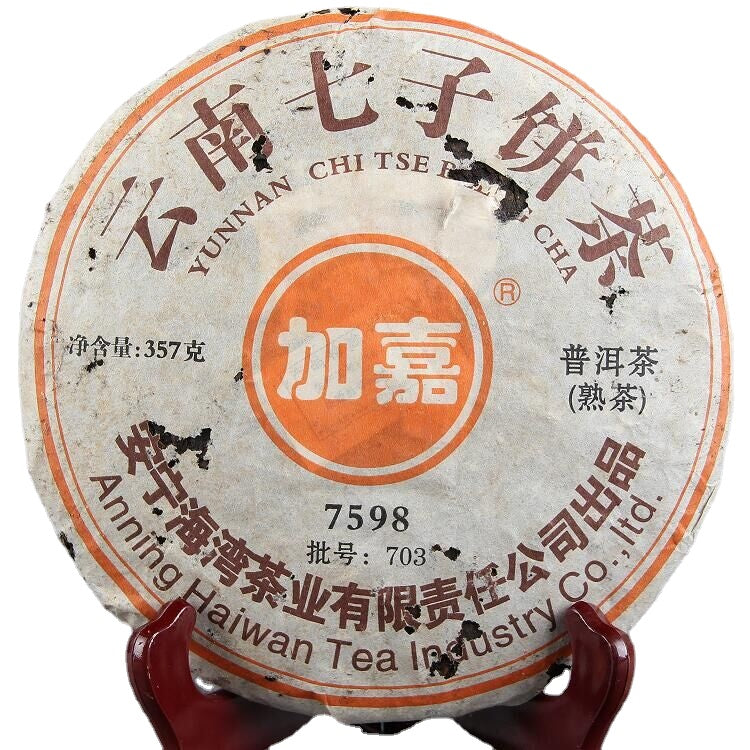 云南七子饼茶
YUNNAN CHI TSE CHA
®
加嘉
净含量:357克
普洱茶
(熟茶)
7598
批号: 703
安宁海湾茶业有限责任公司出品
Anning Haiwan Tea Industry Co.,ltd.